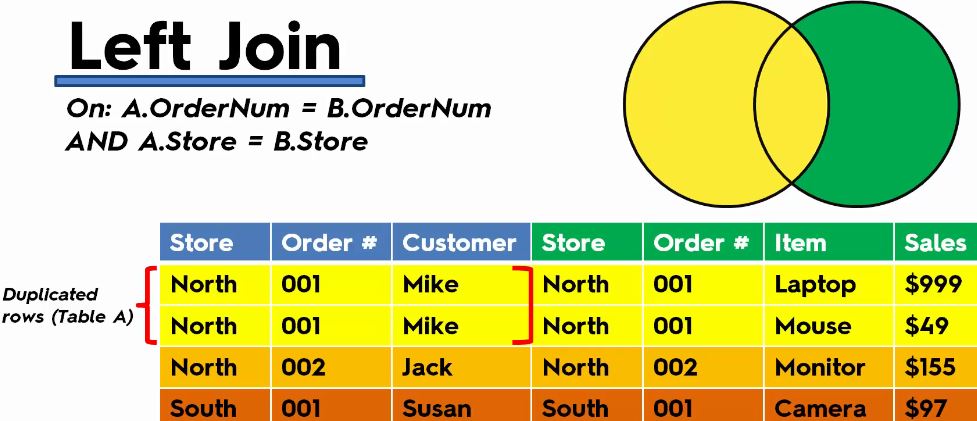 Left Join
On: A.OrderNum = B.OrderNum
AND A.Store = B.Store
Store Order # Customer Store Order # Item Sales
Duplicated
rows (Table A)
North 001 Mike North 001 Laptop $999
North 001 Mike North 001 Mouse $49
North 002 Jack North 002 Monitor $155
South 001 Susan South 001 Camera $97